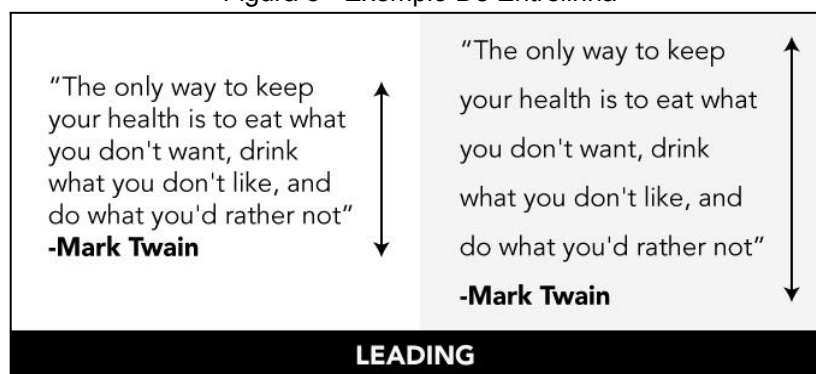 Figura 8 - Exemplo De Entrelinha
“The only way to keep
your health is to eat what
you don't want, drink
what you don't like, and
do what you'd rather not”
-Mark Twain
“The only way to keep
your health is to eat what
you don't want, drink
what you don't like, and
do what you'd rather not”
-Mark Twain
LEADING